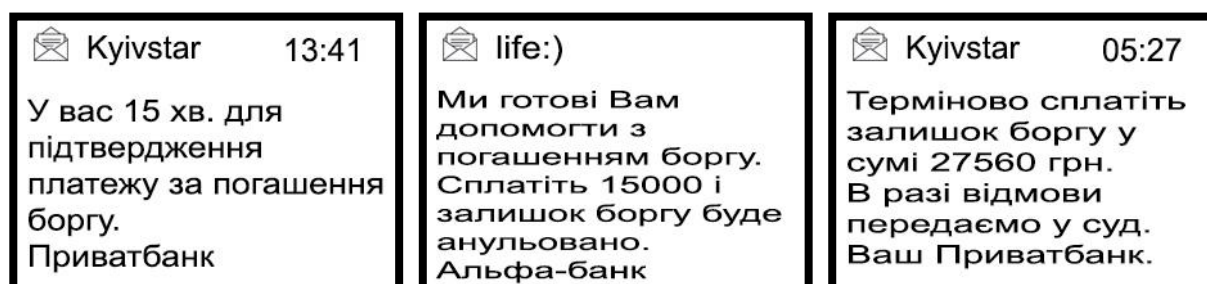 Kyivstar 13:41
У вас 15 хв. для
підтвердження
платежу за погашення
боргу.
Приватбанк
life:)
Ми готові Вам
допомогти з
погашенням боргу.
Сплатіть 15000 і
залишок боргу буде
анульовано.
Альфа-банк
Kyivstar 05:27
Терміново сплатіть
залишок боргу у
сумі 27560 грн.
В разі відмови
передаємо у суд.
Ваш Приватбанк.